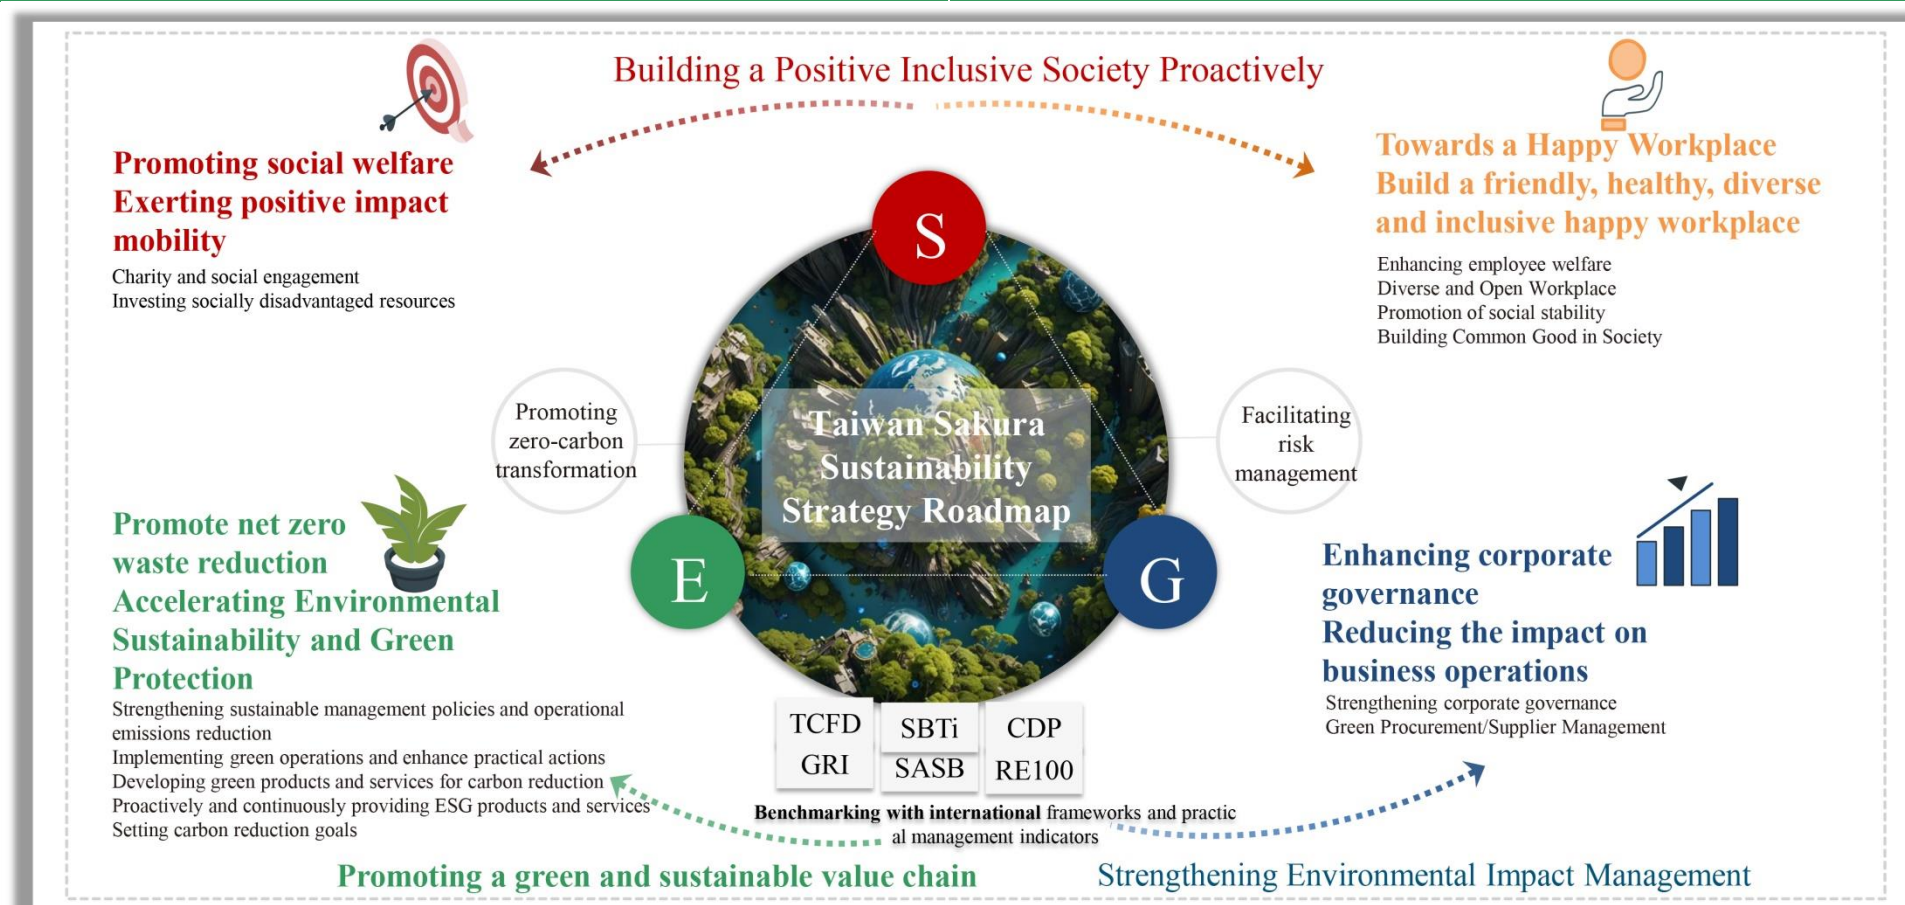 Building a Positive Inclusive Society Proactively
Promoting social welfare
Exerting positive impact
mobility
Charity and social engagement
Investing socially disadvantaged resources
Towards a Happy Workplace
Build a friendly, healthy, diverse
and inclusive happy workplace
Enhancing employee welfare
Diverse and Open Workplace
Promotion of social stability
Building Common Good in Society
S
Promoting
zero-carbon
transformation
Taiwan Sakura
Sustainability
Strategy Roadmap
Facilitating
risk
management
E
G
Promote net zero
waste reduction
Accelerating Environmental
Sustainability and Green
Protection
Strengthening sustainable management policies and operational
emissions reduction
Implementing green operations and enhance practical actions
Developing green products and services for carbon reduction
Proactively and continuously providing ESG products and services
Setting carbon reduction goals
Enhancing corporate
governance
Reducing the impact on
business operations
Strengthening corporate governance
Green Procurement/Supplier Management
TCFD SBTi CDP
GRI SASB RE100
Benchmarking with international frameworks and practic
al management indicators
Promoting a green and sustainable value chain
Strengthening Environmental Impact Management